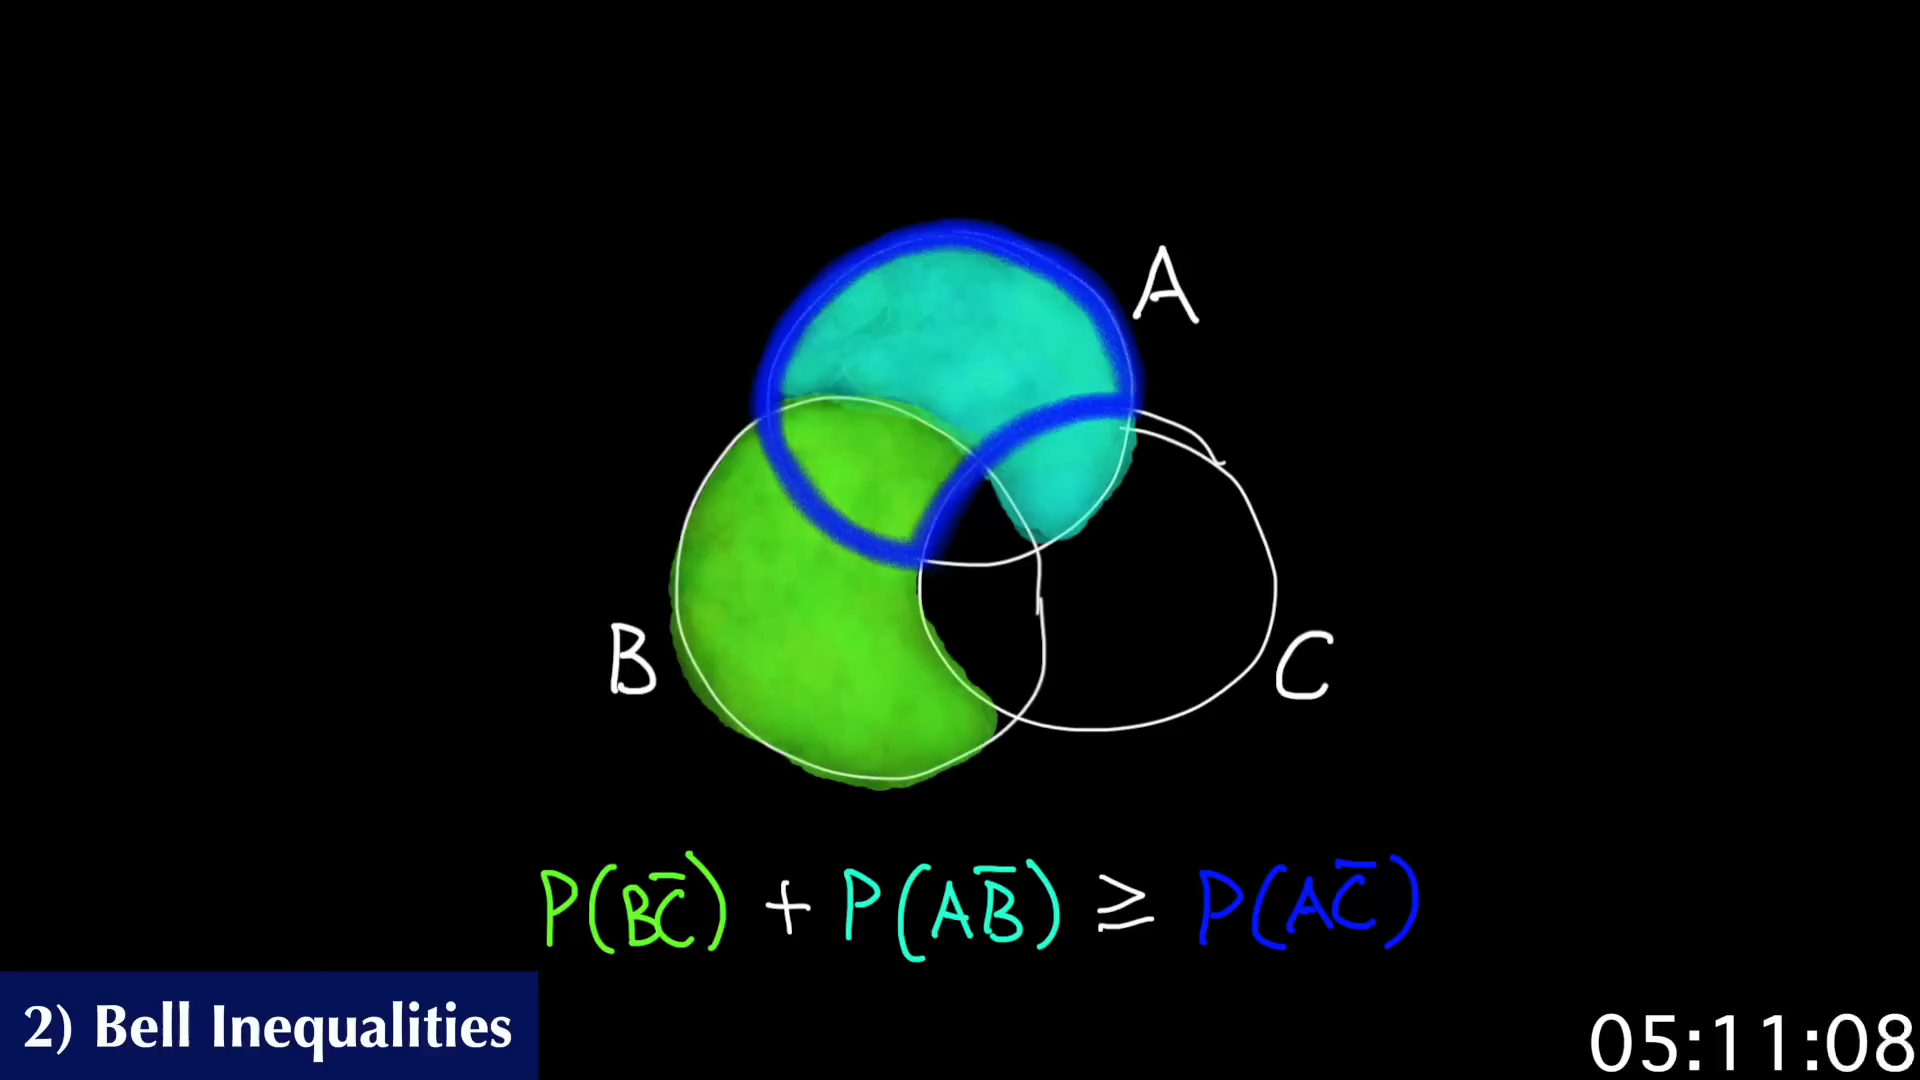 A
B
C
P(BC̅) + P(AB̅) ≥ P(AC̅)
2) Bell Inequalities
05:11:08